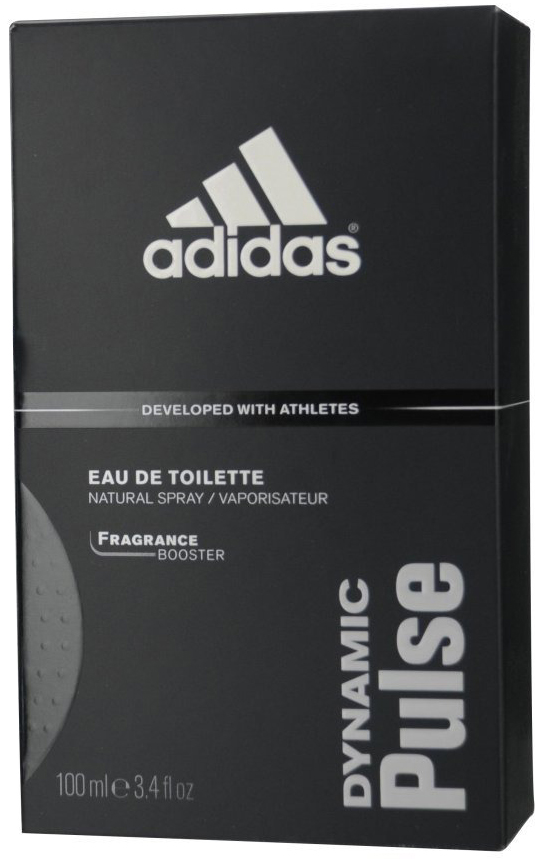 adidas®
DEVELOPED WITH ATHLETES
EAU DE TOILETTE
NATURAL SPRAY / VAPORISATEUR
FRAGRANCE
BOOSTER
DYNAMIC
Pulse
100 ml e 3.4 fl oz